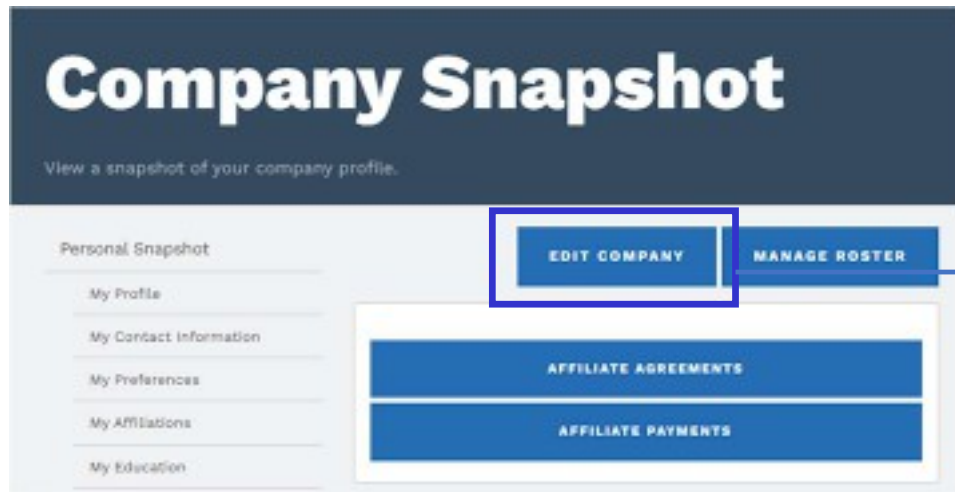 Company Snapshot
View a snapshot of your company profile.
Personal Snapshot
My Profile
My Contact Information
My Preferences
My Affiliations
My Education
EDIT COMPANY
MANAGE ROSTER
AFFILIATE AGREEMENTS
AFFILIATE PAYMENTS